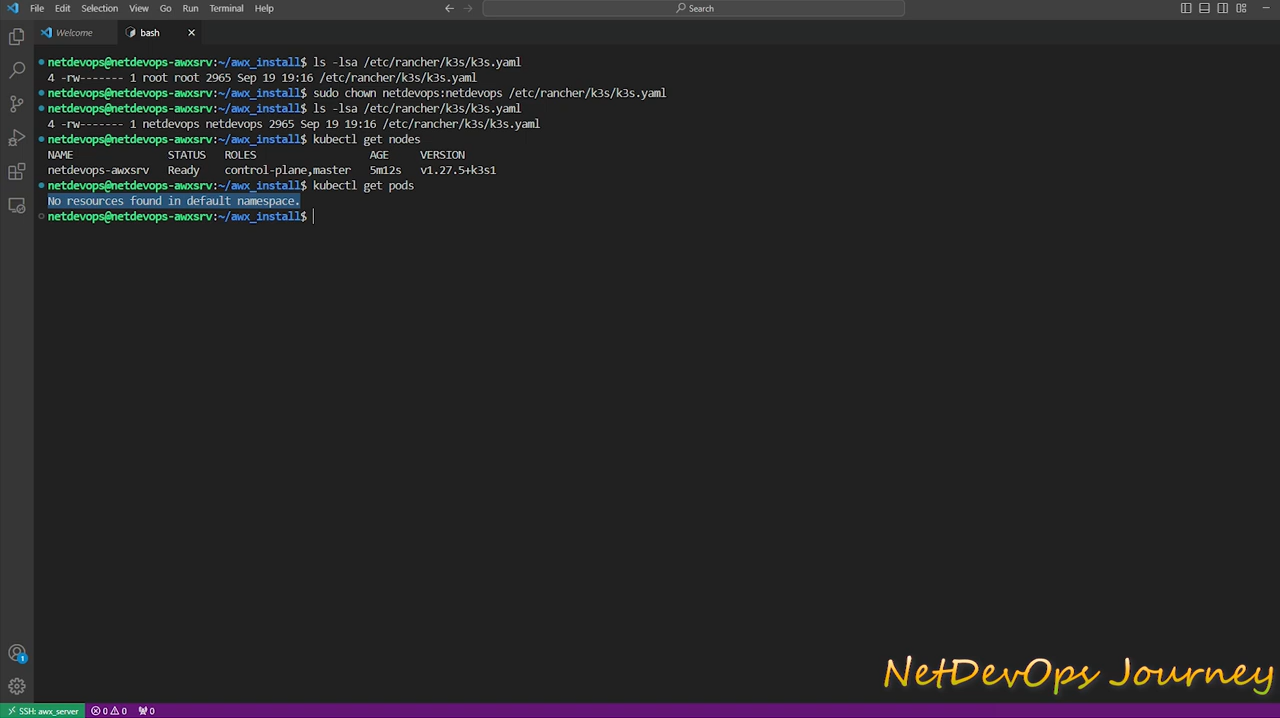 File Edit Selection View Go Run Terminal Help
Search
Welcome
bash
netdevops@netdevops-awxsrv:~/awx_install$ ls -lsa /etc/rancher/k3s/k3s.yaml
4 -rw------- 1 root root 2965 Sep 19 19:16 /etc/rancher/k3s/k3s.yaml
netdevops@netdevops-awxsrv:~/awx_install$ sudo chown netdevops:netdevops /etc/rancher/k3s/k3s.yaml
netdevops@netdevops-awxsrv:~/awx_install$ ls -lsa /etc/rancher/k3s/k3s.yaml
4 -rw------- 1 netdevops netdevops 2965 Sep 19 19:16 /etc/rancher/k3s/k3s.yaml
netdevops@netdevops-awxsrv:~/awx_install$ kubectl get nodes
NAME STATUS ROLES AGE VERSION
netdevops-awxsrv Ready control-plane,master 5m12s v1.27.5+k3s1
netdevops@netdevops-awxsrv:~/awx_install$ kubectl get pods
No resources found in default namespace.
netdevops@netdevops-awxsrv:~/awx_install$
1
NetDevOps Journey
SSH: awx_server 0 0 0